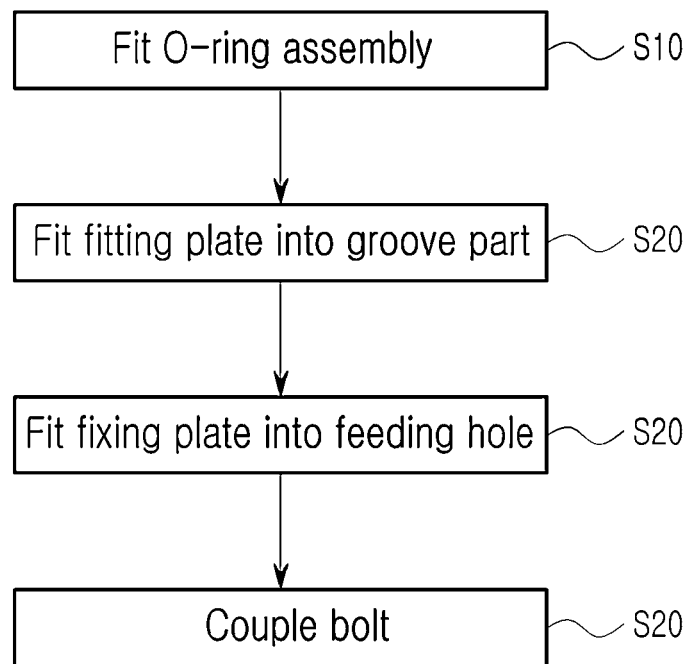 Fit O-ring assembly S10
Fit fitting plate into groove part S20
Fit fixing plate into feeding hole S20
Couple bolt S20